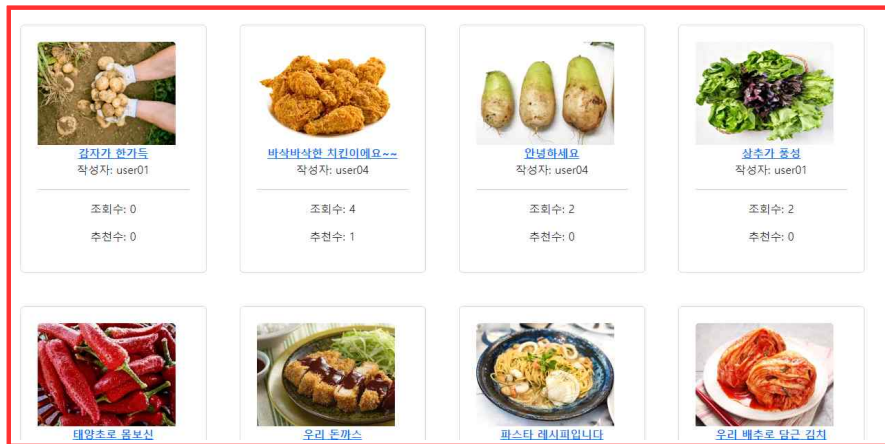 감자가 한가득
작성자: user01
조회수: 0
추천수: 0
바삭바삭한 치킨이에요~~
작성자: user04
조회수: 4
추천수: 1
안녕하세요
작성자: user04
조회수: 2
추천수: 0
상추가 풍성
작성자: user01
조회수: 2
추천수: 0
태양초로 몸보신
우리 돈까스
파스타 레시피입니다
우리 배추로 담근 김치